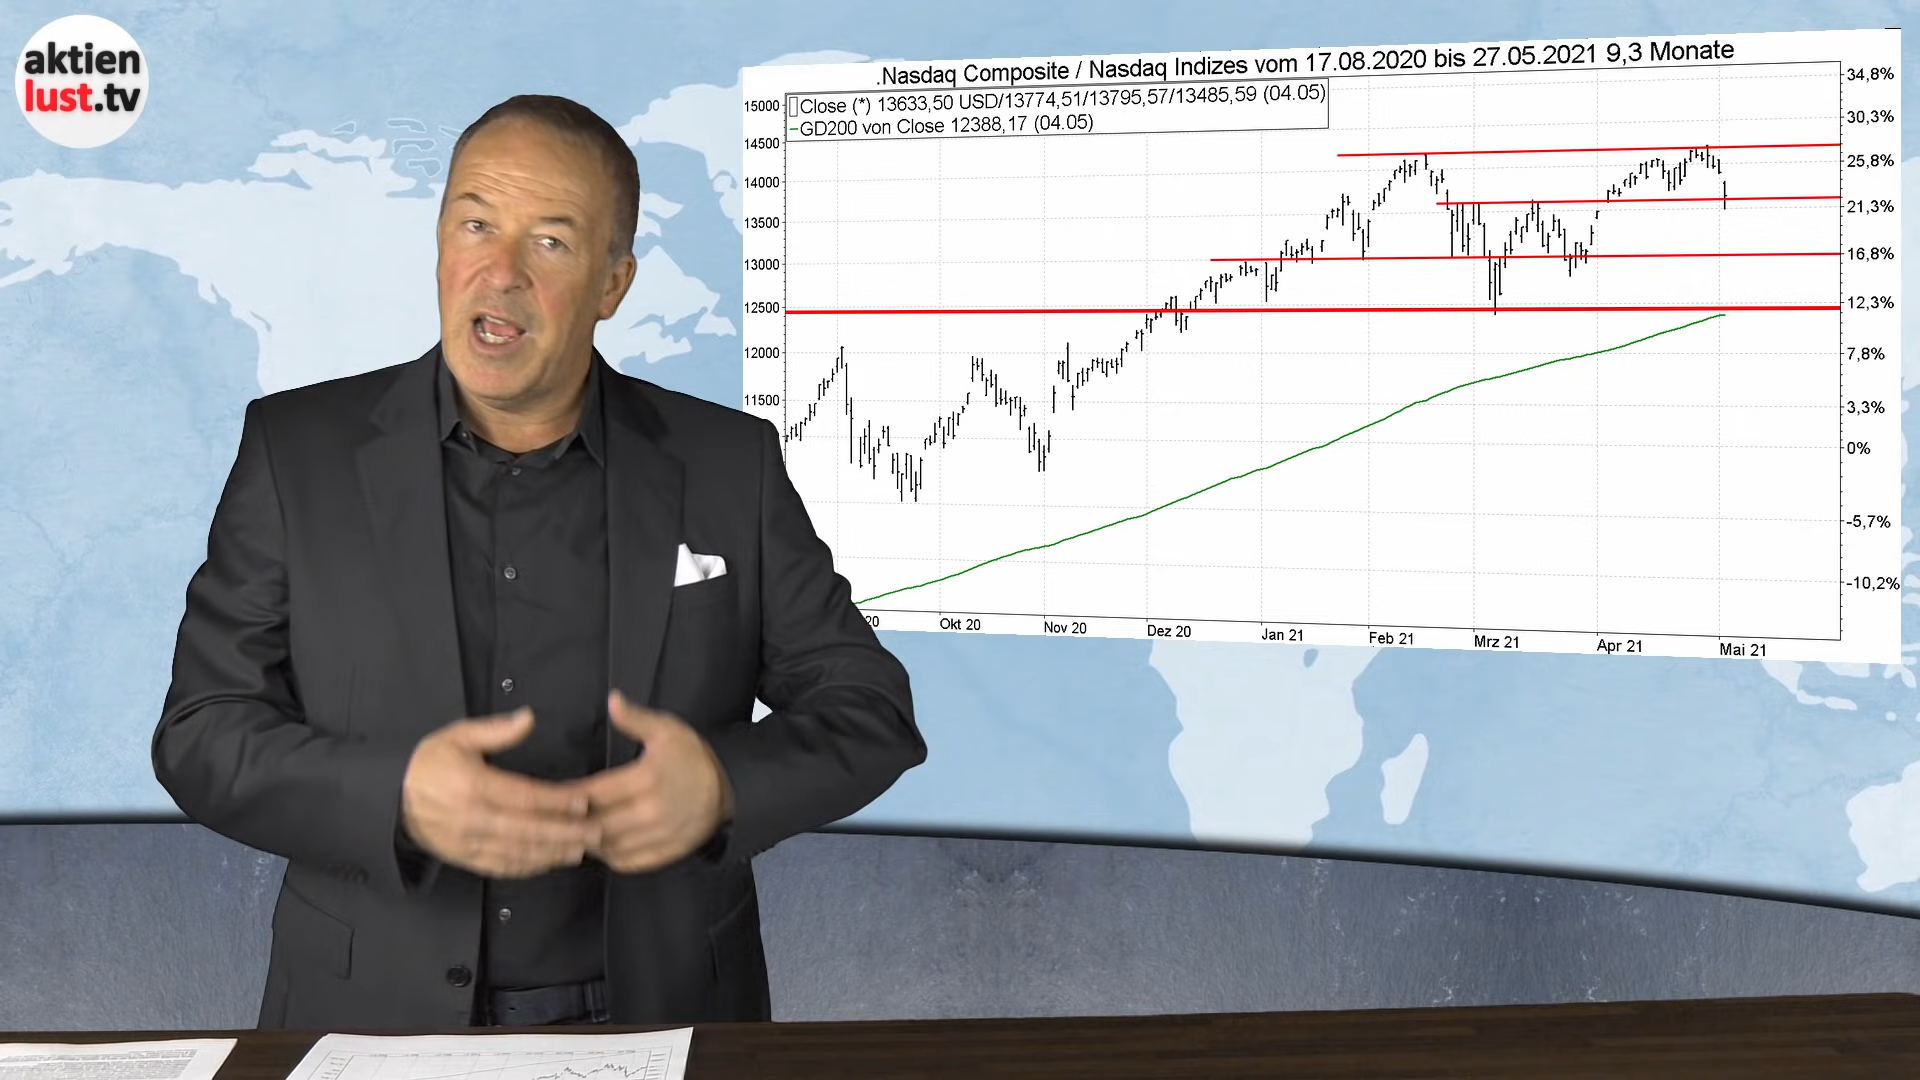 aktien
lust.tv
.Nasdaq Composite / Nasdaq Indizes vom 17.08.2020 bis 27.05.2021 9,3 Monate
Close (*) 13633,50 USD/13774,51/13795,57/13485,59 (04.05)
GD200 von Close 12388,17 (04.05)
15000
14500
14000
13500
13000
12500
12000
11500
34,8%
30,3%
25,8%
21,3%
16,8%
12,3%
7,8%
3,3%
0%
-5,7%
-10,2%
20
Okt 20
Nov 20
Dez 20
Jan 21
Feb 21
Mrz 21
Apr 21
Mai 21